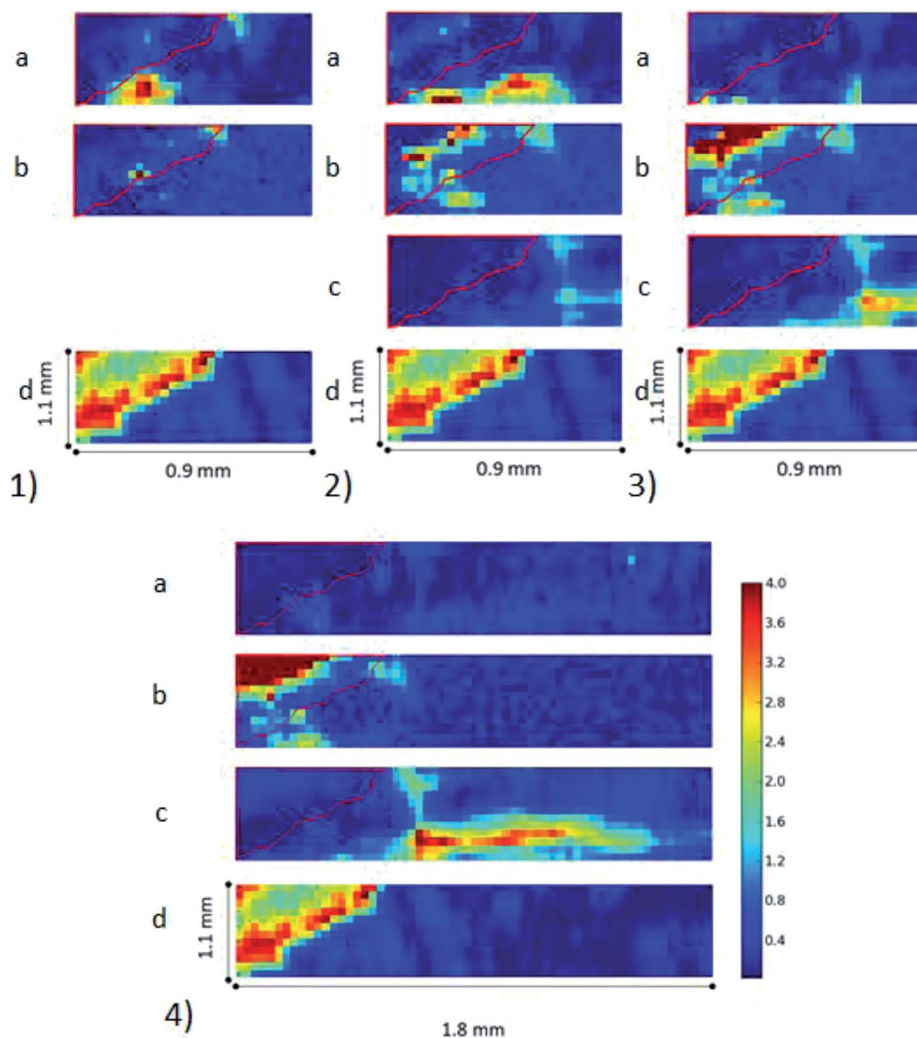 a a a
b b b
c c
d d d
1.1 mm 1.1 mm 1.1 mm
0.9 mm 0.9 mm 0.9 mm
1) 2) 3)
a
b
c
d
4.0
3.6
3.2
2.8
2.4
2.0
1.6
1.2
0.8
0.4
1.1 mm
4)
1.8 mm